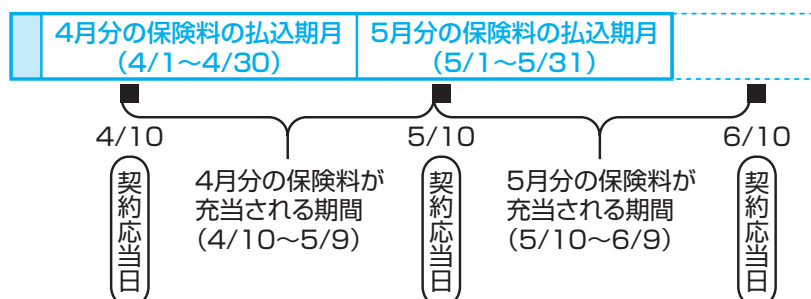 4月分の保険料の払込期月
(4/1～4/30)
5月分の保険料の払込期月
(5/1～5/31)
4/10
5/10
6/10
契約応当日
4月分の保険料が
充当される期間
(4/10～5/9)
契約応当日
5月分の保険料が
充当される期間
(5/10～6/9)
契約応当日